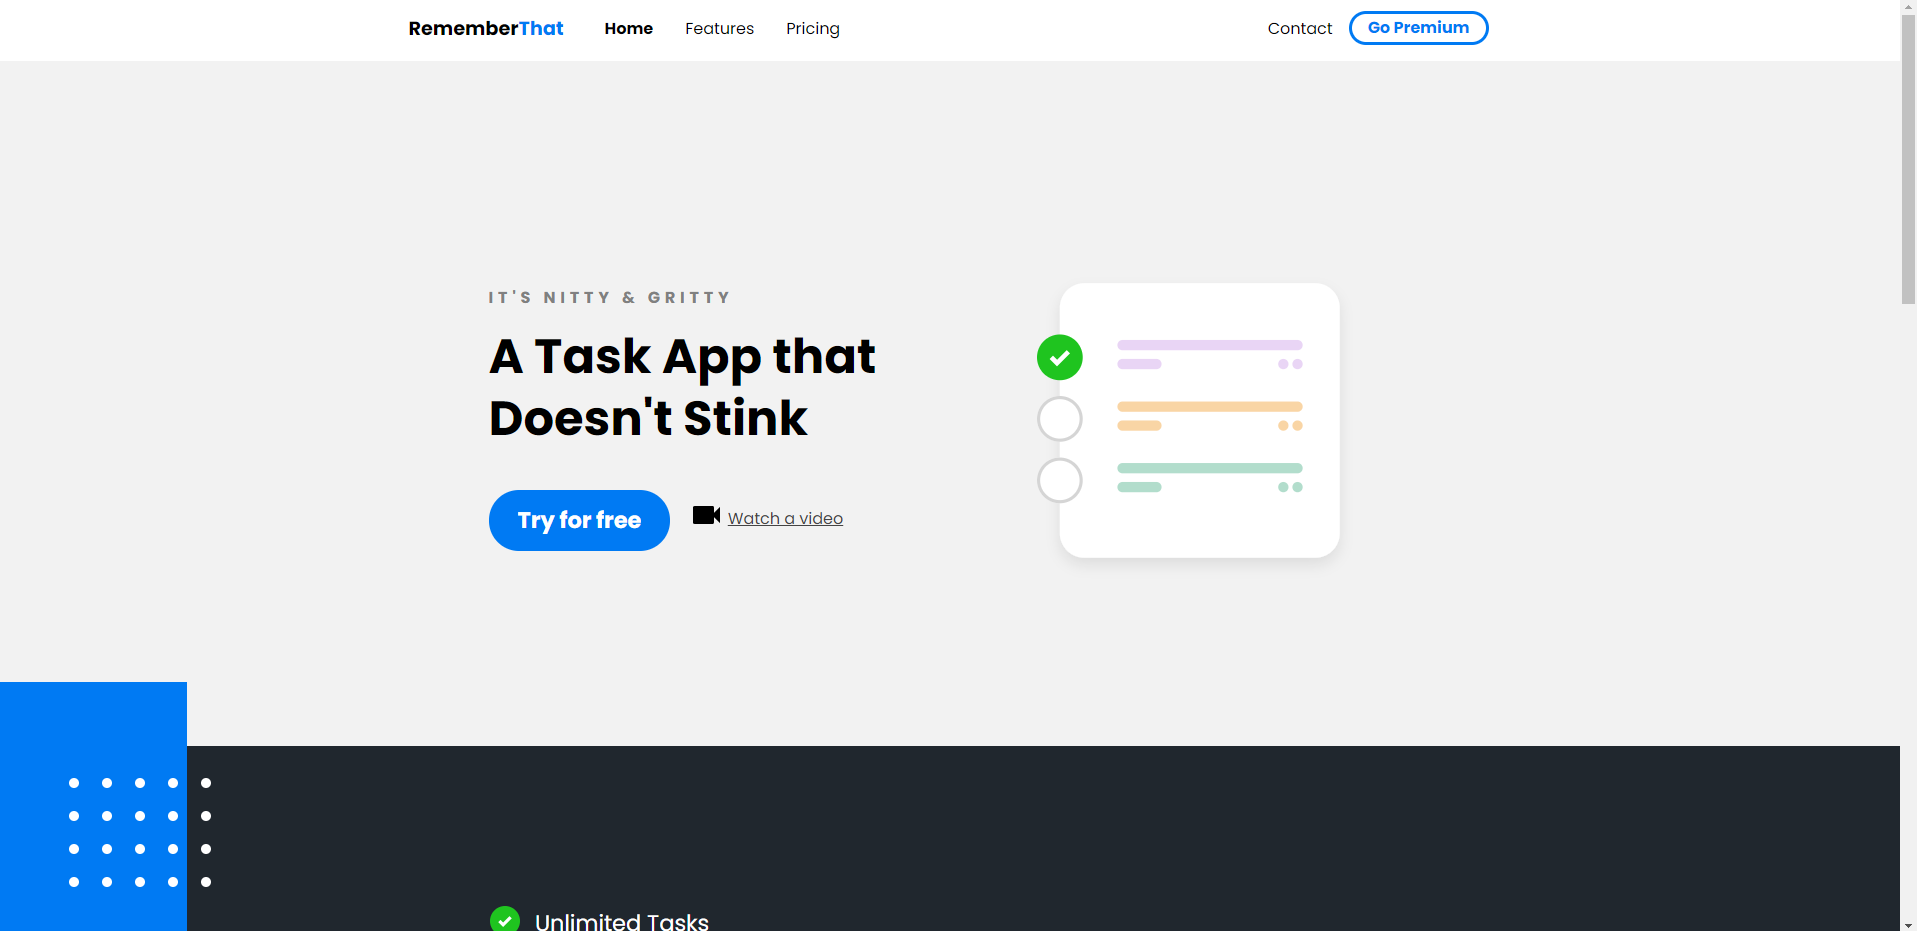 RememberThat Home Features Pricing Contact Go Premium
IT'S NITTY & GRITTY
A Task App that
Doesn't Stink
Try for free Watch a video
Unlimited Tasks